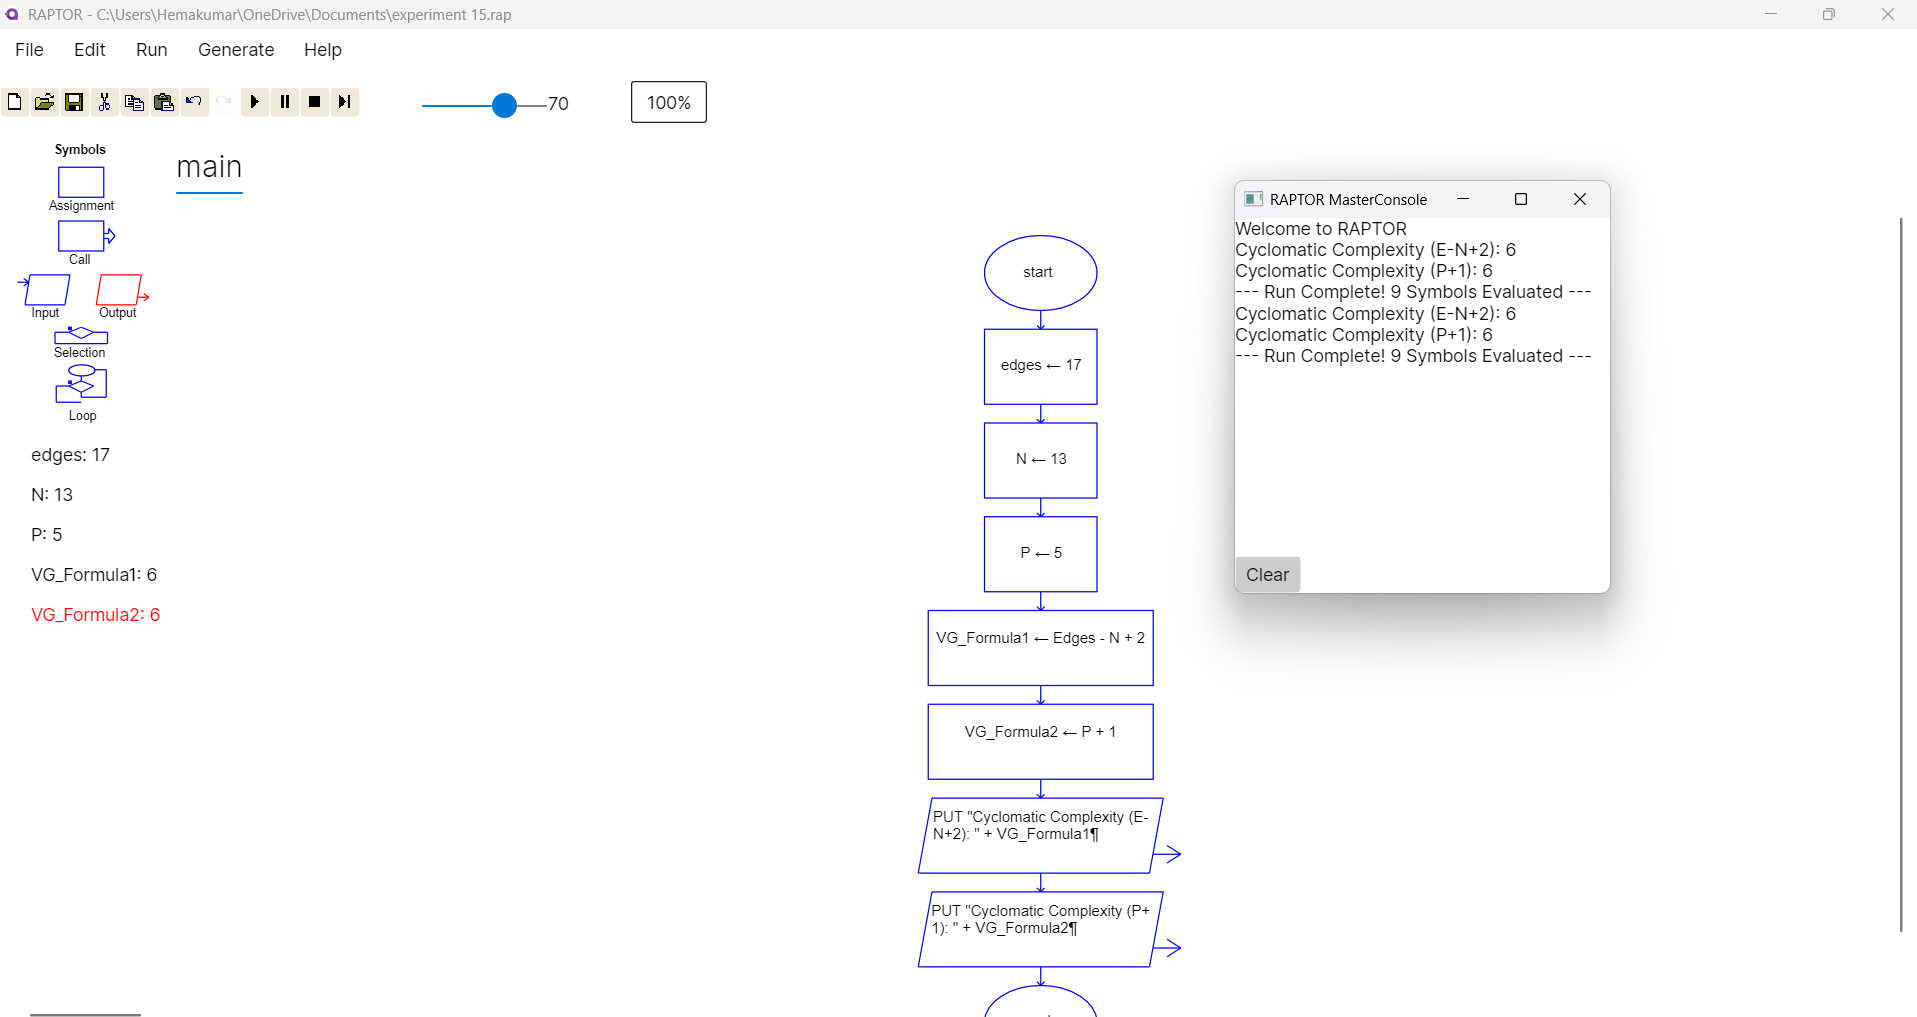 RAPTOR - C:\Users\Hemakumar\OneDrive\Documents\experiment 15.rap
File Edit Run Generate Help
70
100%
Symbols
Assignment
Call
Input Output
Selection
Loop
edges: 17
N: 13
P: 5
VG_Formula1: 6
VG_Formula2: 6
main
start
edges ← 17
N ← 13
P ← 5
VG_Formula1 ← Edges - N + 2
VG_Formula2 ← P + 1
PUT "Cyclomatic Complexity (E-
N+2): " + VG_Formula1¶
PUT "Cyclomatic Complexity (P+
1): " + VG_Formula2¶
RAPTOR MasterConsole
Welcome to RAPTOR
Cyclomatic Complexity (E-N+2): 6
Cyclomatic Complexity (P+1): 6
--- Run Complete! 9 Symbols Evaluated ---
Cyclomatic Complexity (E-N+2): 6
Cyclomatic Complexity (P+1): 6
--- Run Complete! 9 Symbols Evaluated ---
Clear